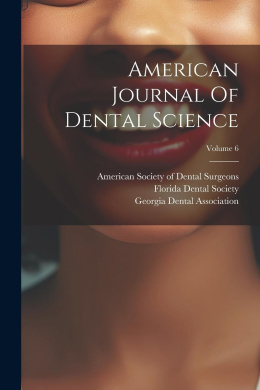 American
Journal Of
Dental Science
Volume 6
American Society of Dental Surgeons
Florida Dental Society
Georgia Dental Association